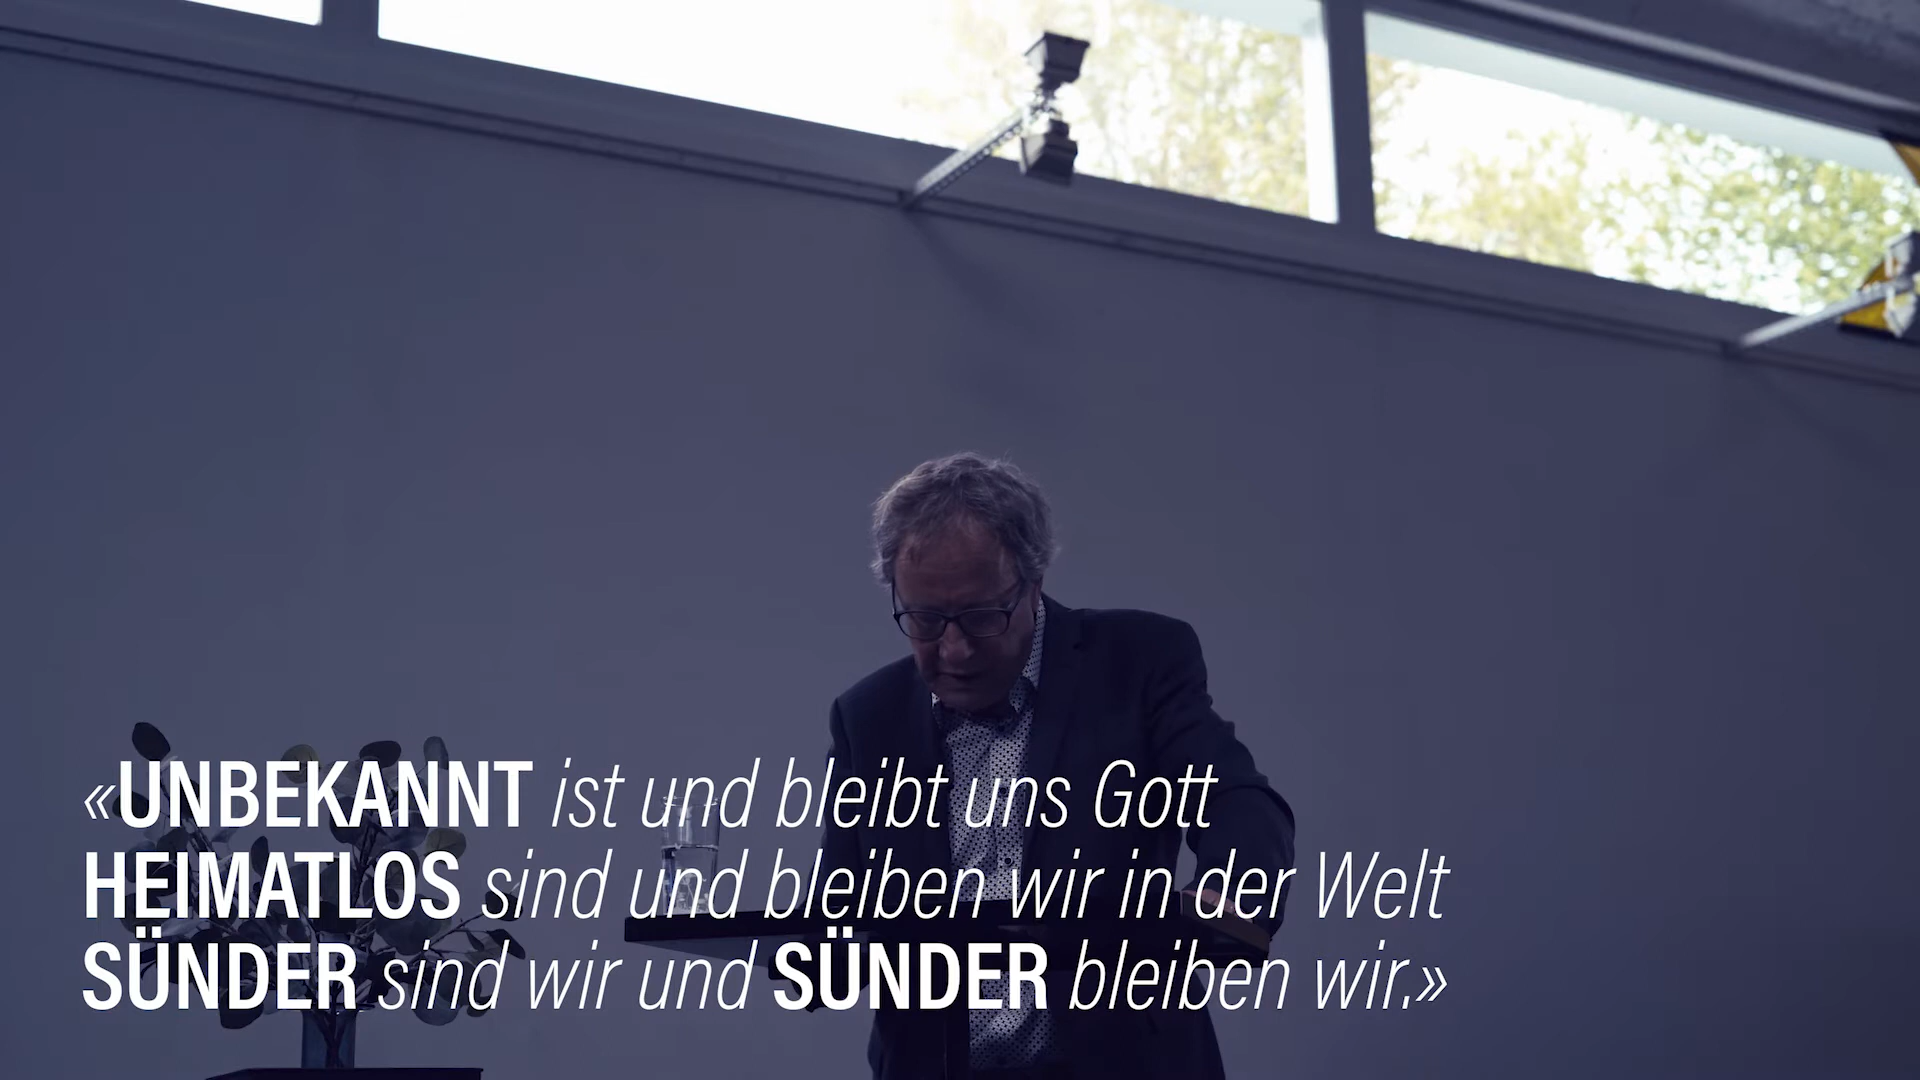 «UNBEKANNT ist und bleibt uns Gott
HEIMATLOS sind und bleiben wir in der Welt
SÜNDER sind wir und SÜNDER bleiben wir.»